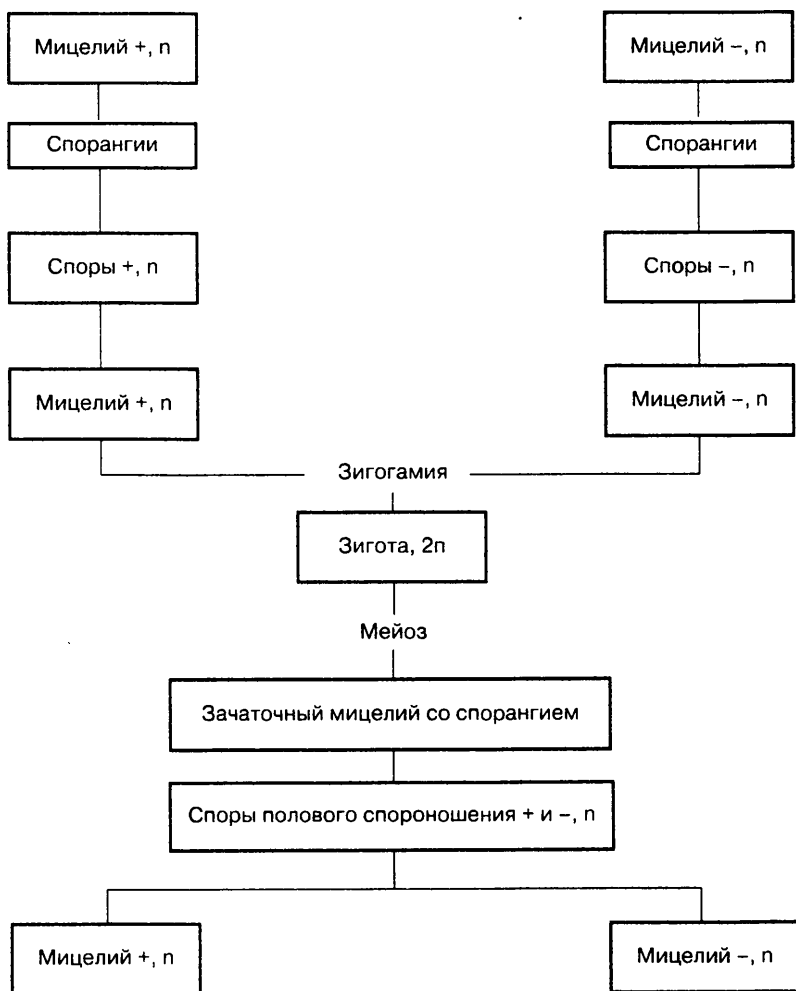 Мицелий +, n
Мицелий –, n
Спорангии
Спорангии
Споры +, n
Споры –, n
Мицелий +, n
Мицелий –, n
Зигогамия
Зигота, 2n
Мейоз
Зачаточный мицелий со спорангием
Споры полового спороношения + и –, n
Мицелий +, n
Мицелий –, n